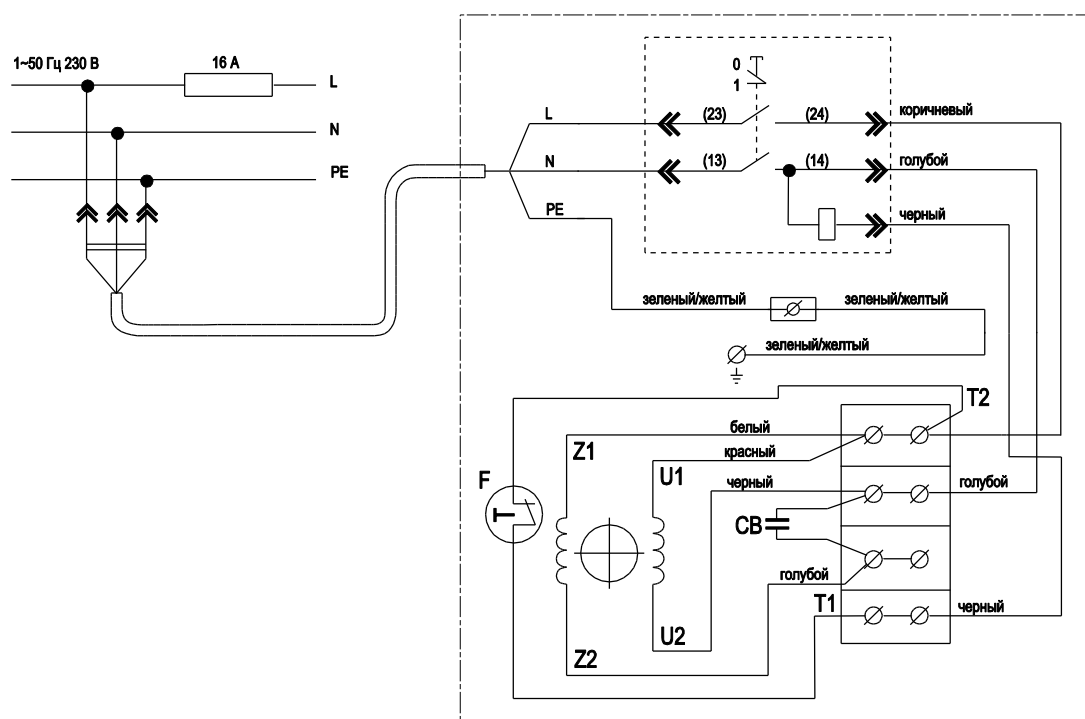 1~50 Гц 230 В
16 А
L
N
PE
0
1
L
(23)
(24)
коричневый
N
(13)
(14)
голубой
PE
черный
зеленый/желтый
зеленый/желтый
зеленый/желтый
T2
белый
Z1
красный
F
U1
черный
голубой
CB
голубой
T1
черный
U2
Z2